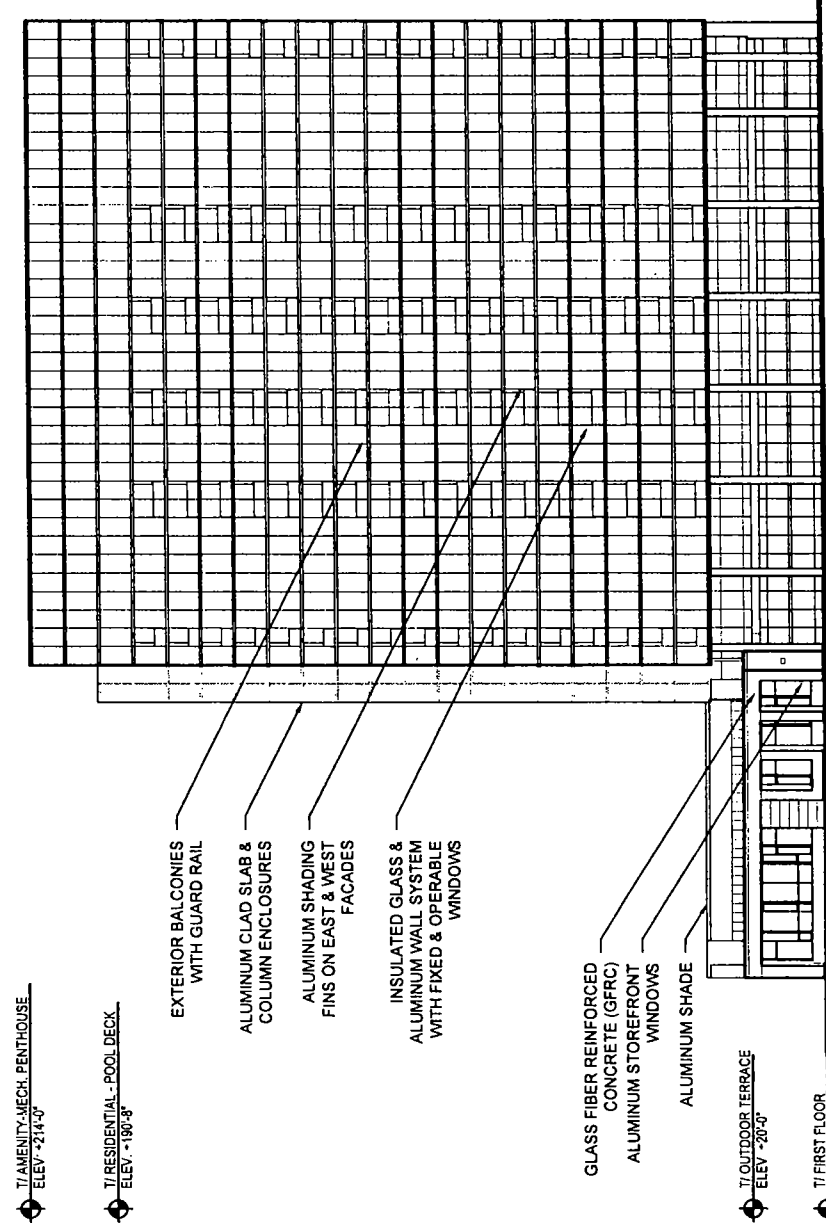 T/ AMENITY-MECH. PENTHOUSE
ELEV. +214'-0"
T/ RESIDENTIAL - POOL DECK
ELEV. +190'-8"
EXTERIOR BALCONIES
WITH GUARD RAIL
ALUMINUM CLAD SLAB &
COLUMN ENCLOSURES
ALUMINUM SHADING
FINS ON EAST & WEST
FACADES
INSULATED GLASS &
ALUMINUM WALL SYSTEM
WITH FIXED & OPERABLE
WINDOWS
GLASS FIBER REINFORCED
CONCRETE (GFRC)
ALUMINUM STOREFRONT
WINDOWS
ALUMINUM SHADE
T/ OUTDOOR TERRACE
ELEV +20'-0"
T/ FIRST FLOOR